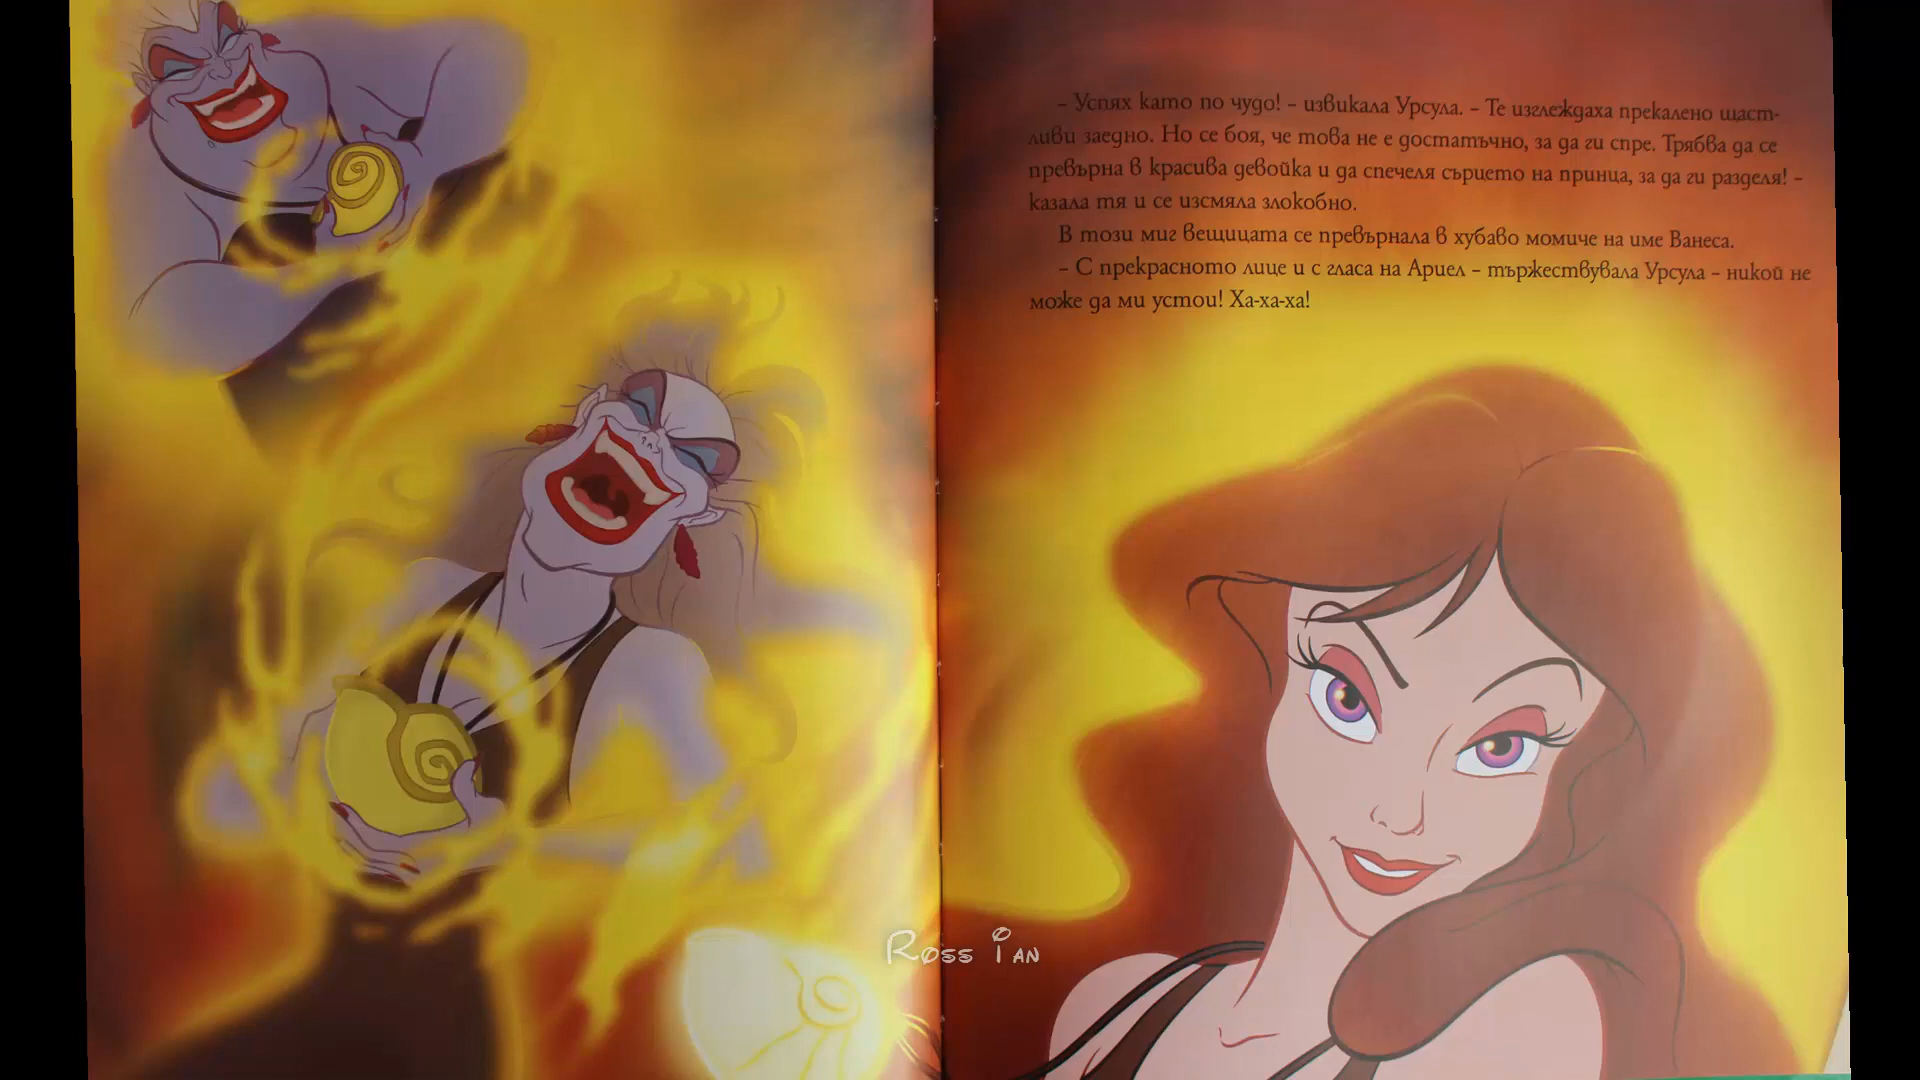 – Успях като по чудо! – извикала Урсула. – Те изглеждаха прекалено щаст-
ливи заедно. Но се боя, че това не е достатъчно, за да ги спре. Трябва да се
превърна в красива девойка и да спечеля сърцето на принца, за да ги разделя! –
казала тя и се изсмяла злокобно.
В този миг вещицата се превърнала в хубаво момиче на име Ванеса.
– С прекрасното лице и с гласа на Ариел – тържествувала Урсула – никой не
може да ми устои! Ха-ха-ха!
Ross Ian